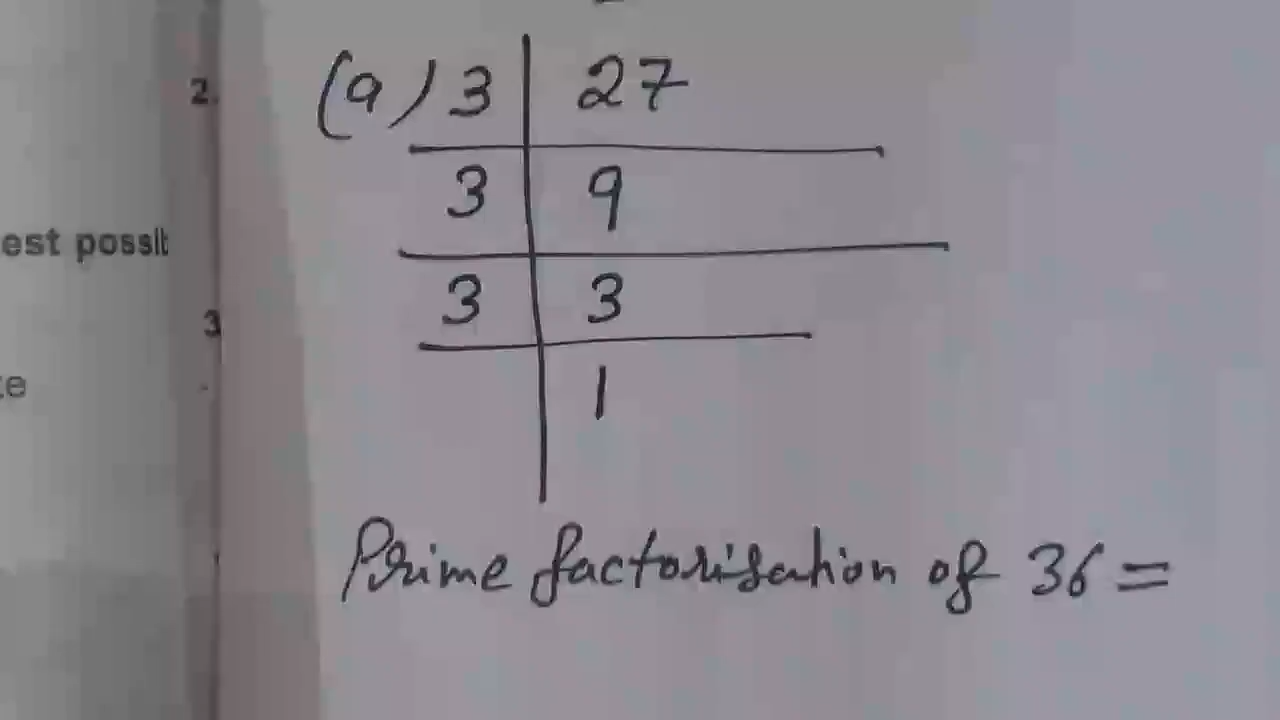 2.
(a) 3 27
3 9
est possib
3 3
3
1
te
Prime factorisation of 36 =